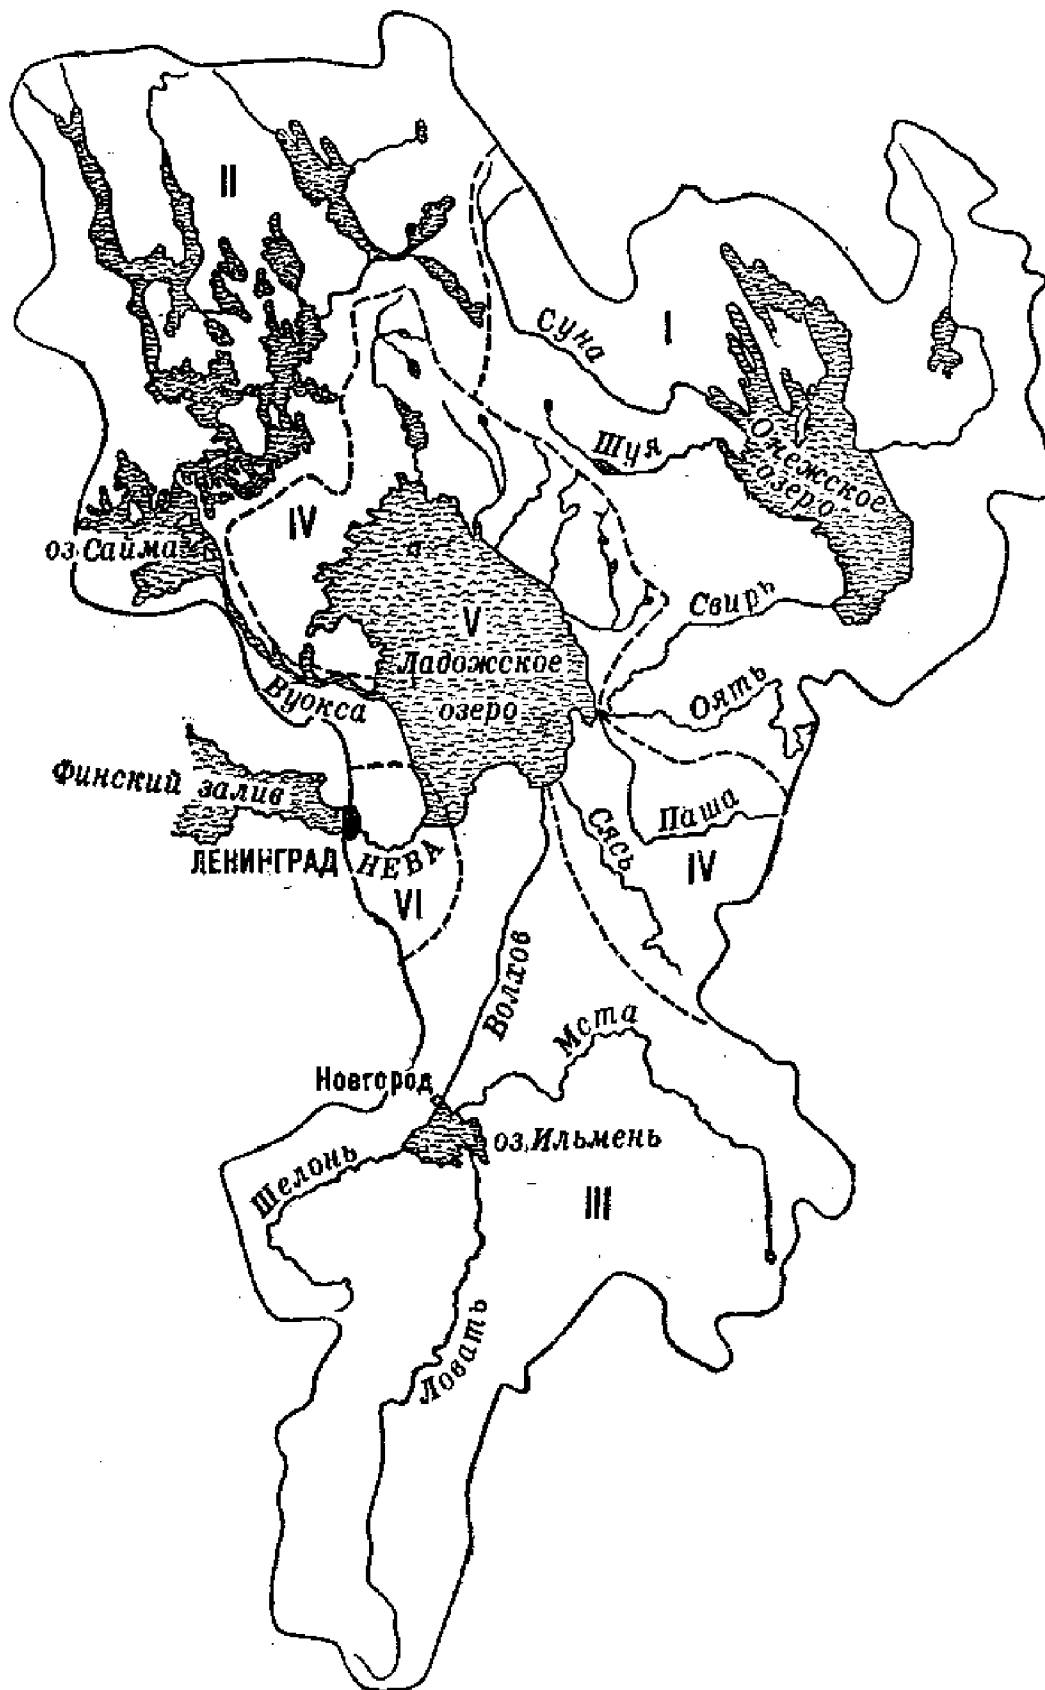 II
I
Суна
Шуя
Онежское
озеро
IV
оз. Сайма
а
V
Свирь
Ладожское
озеро
Вуокса
Оять
Финский залив
Паша
Сясь
ЛЕНИНГРАД
НЕВА
IV
VI
Волхов
Мста
Новгород
оз. Ильмень
Шелонь
III
Ловать